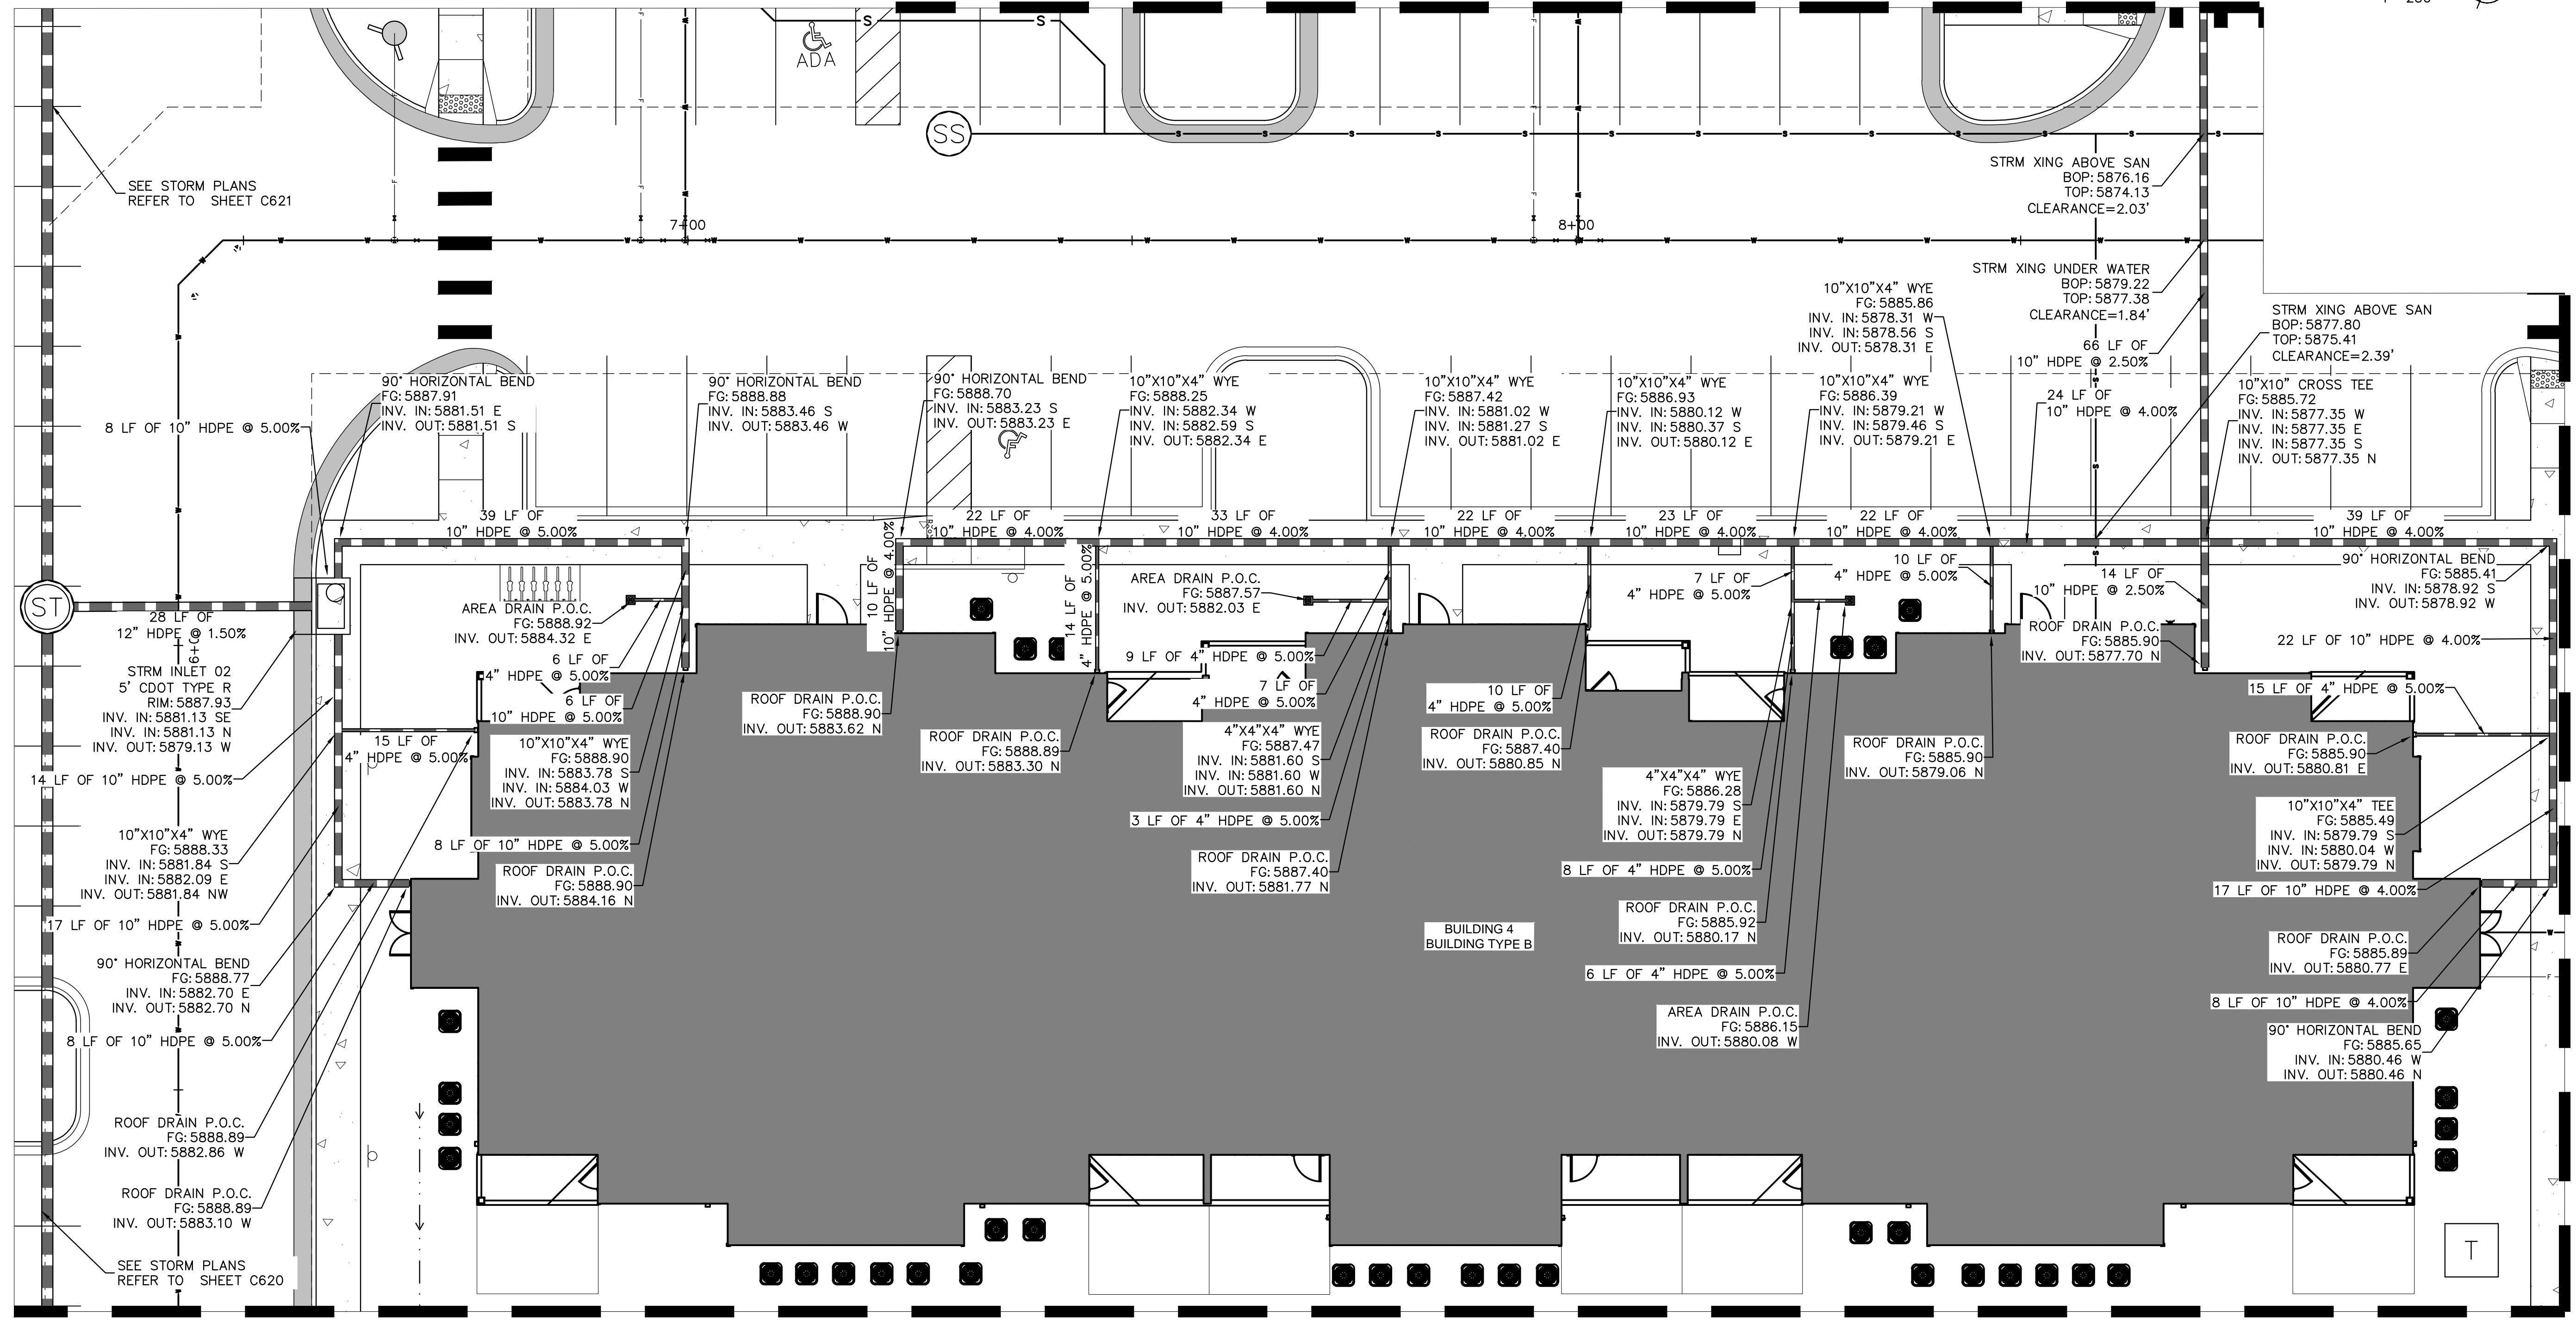 ADA
S
S
SS
SEE STORM PLANS
REFER TO SHEET C621
7+00
8+00
STRM XING ABOVE SAN
BOP: 5876.16
TOP: 5874.13
CLEARANCE=2.03'
STRM XING UNDER WATER
BOP: 5879.22
TOP: 5877.38
CLEARANCE=1.84'
10"X10"X4" WYE
FG: 5885.86
INV. IN: 5878.31 W
INV. IN: 5878.56 S
INV. OUT: 5878.31 E
66 LF OF
10" HDPE @ 2.50%
STRM XING ABOVE SAN
BOP: 5877.80
TOP: 5875.41
CLEARANCE=2.39'
8 LF OF 10" HDPE @ 5.00%
90° HORIZONTAL BEND
FG: 5887.91
INV. IN: 5881.51 E
INV. OUT: 5881.51 S
90° HORIZONTAL BEND
FG: 5888.88
INV. IN: 5883.46 S
INV. OUT: 5883.46 W
90° HORIZONTAL BEND
FG: 5888.70
INV. IN: 5883.23 S
INV. OUT: 5883.23 E
10"X10"X4" WYE
FG: 5888.25
INV. IN: 5882.34 W
INV. IN: 5882.59 S
INV. OUT: 5882.34 E
10"X10"X4" WYE
FG: 5887.42
INV. IN: 5881.02 W
INV. IN: 5881.27 S
INV. OUT: 5881.02 E
10"X10"X4" WYE
FG: 5886.93
INV. IN: 5880.12 W
INV. IN: 5880.37 S
INV. OUT: 5880.12 E
10"X10"X4" WYE
FG: 5886.39
INV. IN: 5879.21 W
INV. IN: 5879.46 S
INV. OUT: 5879.21 E
24 LF OF
10" HDPE @ 4.00%
10"X10" CROSS TEE
FG: 5885.72
INV. IN: 5877.35 W
INV. IN: 5877.35 E
INV. IN: 5877.35 S
INV. OUT: 5877.35 N
39 LF OF
10" HDPE @ 5.00%
10 LF OF
10" HDPE @ 4.00%
22 LF OF
10" HDPE @ 4.00%
14 LF OF
4" HDPE @ 5.00%
33 LF OF
10" HDPE @ 4.00%
22 LF OF
10" HDPE @ 4.00%
23 LF OF
10" HDPE @ 4.00%
22 LF OF
10" HDPE @ 4.00%
39 LF OF
10" HDPE @ 4.00%
ST
28 LF OF
12" HDPE @ 1.50%
STRM INLET 02
5' CDOT TYPE R
RIM: 5887.93
INV. IN: 5881.13 SE
INV. IN: 5881.13 N
INV. OUT: 5879.13 W
14 LF OF 10" HDPE @ 5.00%
10"X10"X4" WYE
FG: 5888.33
INV. IN: 5881.84 S
INV. IN: 5882.09 E
INV. OUT: 5881.84 NW
17 LF OF 10" HDPE @ 5.00%
90° HORIZONTAL BEND
FG: 5888.77
INV. IN: 5882.70 E
INV. OUT: 5882.70 N
8 LF OF 10" HDPE @ 5.00%
ROOF DRAIN P.O.C.
FG: 5888.89
INV. OUT: 5882.86 W
ROOF DRAIN P.O.C.
FG: 5888.89
INV. OUT: 5883.10 W
SEE STORM PLANS
REFER TO SHEET C620
AREA DRAIN P.O.C.
FG: 5888.92
INV. OUT: 5884.32 E
6 LF OF
4" HDPE @ 5.00%
6 LF OF
10" HDPE @ 5.00%
15 LF OF
4" HDPE @ 5.00%
10"X10"X4" WYE
FG: 5888.90
INV. IN: 5883.78 S
INV. IN: 5884.03 W
INV. OUT: 5883.78 N
8 LF OF 10" HDPE @ 5.00%
ROOF DRAIN P.O.C.
FG: 5888.90
INV. OUT: 5884.16 N
ROOF DRAIN P.O.C.
FG: 5888.90
INV. OUT: 5883.62 N
ROOF DRAIN P.O.C.
FG: 5888.89
INV. OUT: 5883.30 N
AREA DRAIN P.O.C.
FG: 5887.57
INV. OUT: 5882.03 E
9 LF OF 4" HDPE @ 5.00%
7 LF OF
4" HDPE @ 5.00%
4"X4"X4" WYE
FG: 5887.47
INV. IN: 5881.60 S
INV. IN: 5881.60 W
INV. OUT: 5881.60 N
3 LF OF 4" HDPE @ 5.00%
ROOF DRAIN P.O.C.
FG: 5887.40
INV. OUT: 5881.77 N
10 LF OF
4" HDPE @ 5.00%
ROOF DRAIN P.O.C.
FG: 5887.40
INV. OUT: 5880.85 N
7 LF OF
4" HDPE @ 5.00%
10 LF OF
4" HDPE @ 5.00%
4"X4"X4" WYE
FG: 5886.28
INV. IN: 5879.79 S
INV. IN: 5879.79 E
INV. OUT: 5879.79 N
8 LF OF 4" HDPE @ 5.00%
ROOF DRAIN P.O.C.
FG: 5885.92
INV. OUT: 5880.17 N
6 LF OF 4" HDPE @ 5.00%
AREA DRAIN P.O.C.
FG: 5886.15
INV. OUT: 5880.08 W
ROOF DRAIN P.O.C.
FG: 5885.90
INV. OUT: 5879.06 N
14 LF OF
10" HDPE @ 2.50%
ROOF DRAIN P.O.C.
FG: 5885.90
INV. OUT: 5877.70 N
90° HORIZONTAL BEND
FG: 5885.41
INV. IN: 5878.92 S
INV. OUT: 5878.92 W
22 LF OF 10" HDPE @ 4.00%
15 LF OF 4" HDPE @ 5.00%
ROOF DRAIN P.O.C.
FG: 5885.90
INV. OUT: 5880.81 E
10"X10"X4" TEE
FG: 5885.49
INV. IN: 5879.79 S
INV. IN: 5880.04 W
INV. OUT: 5879.79 N
17 LF OF 10" HDPE @ 4.00%
ROOF DRAIN P.O.C.
FG: 5885.89
INV. OUT: 5880.77 E
8 LF OF 10" HDPE @ 4.00%
90° HORIZONTAL BEND
FG: 5885.65
INV. IN: 5880.46 W
INV. OUT: 5880.46 N
BUILDING 4
BUILDING TYPE B
T